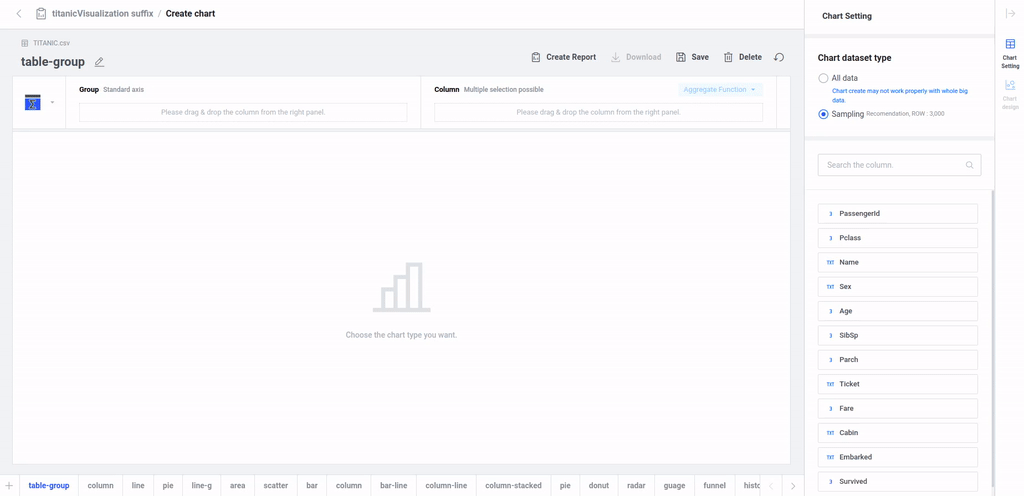 titanicVisualization suffix / Create chart
TITANIC.csv
table-group
Create Report
Download
Save
Delete
Group Standard axis
Please drag & drop the column from the right panel.
Column Multiple selection possible
Aggregate Function
Please drag & drop the column from the right panel.
Choose the chart type you want.
table-group column line pie line-g area scatter bar column bar-line column-line column-stacked pie donut radar guage funnel histo
Chart Setting
Chart dataset type
All data
Chart create may not work properly with whole big
data.
Sampling Recomendation, ROW : 3,000
Search the column.
3 PassengerId
3 Pclass
TXT Name
TXT Sex
3 Age
3 SibSp
3 Parch
TXT Ticket
3 Fare
TXT Cabin
TXT Embarked
3 Survived
Chart
Setting
Chart
design